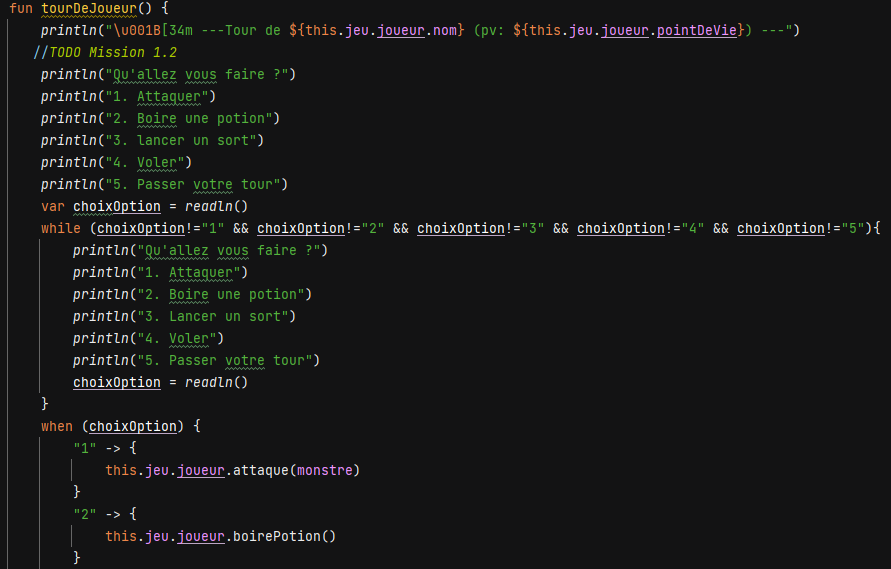 fun tourDeJoueur() {
    println("\u001B[34m ---Tour de ${this.jeu.joueur.nom} (pv: ${this.jeu.joueur.pointDeVie}) ---")
   //TODO Mission 1.2
    println("Qu'allez vous faire ?")
    println("1. Attaquer")
    println("2. Boire une potion")
    println("3. lancer un sort")
    println("4. Voler")
    println("5. Passer votre tour")
    var choixOption = readln()
    while (choixOption!="1" && choixOption!="2" && choixOption!="3" && choixOption!="4" && choixOption!="5"){
        println("Qu'allez vous faire ?")
        println("1. Attaquer")
        println("2. Boire une potion")
        println("3. Lancer un sort")
        println("4. Voler")
        println("5. Passer votre tour")
        choixOption = readln()
    }
    when (choixOption) {
        "1" -> {
            this.jeu.joueur.attaque(monstre)
        }
        "2" -> {
            this.jeu.joueur.boirePotion()
        }